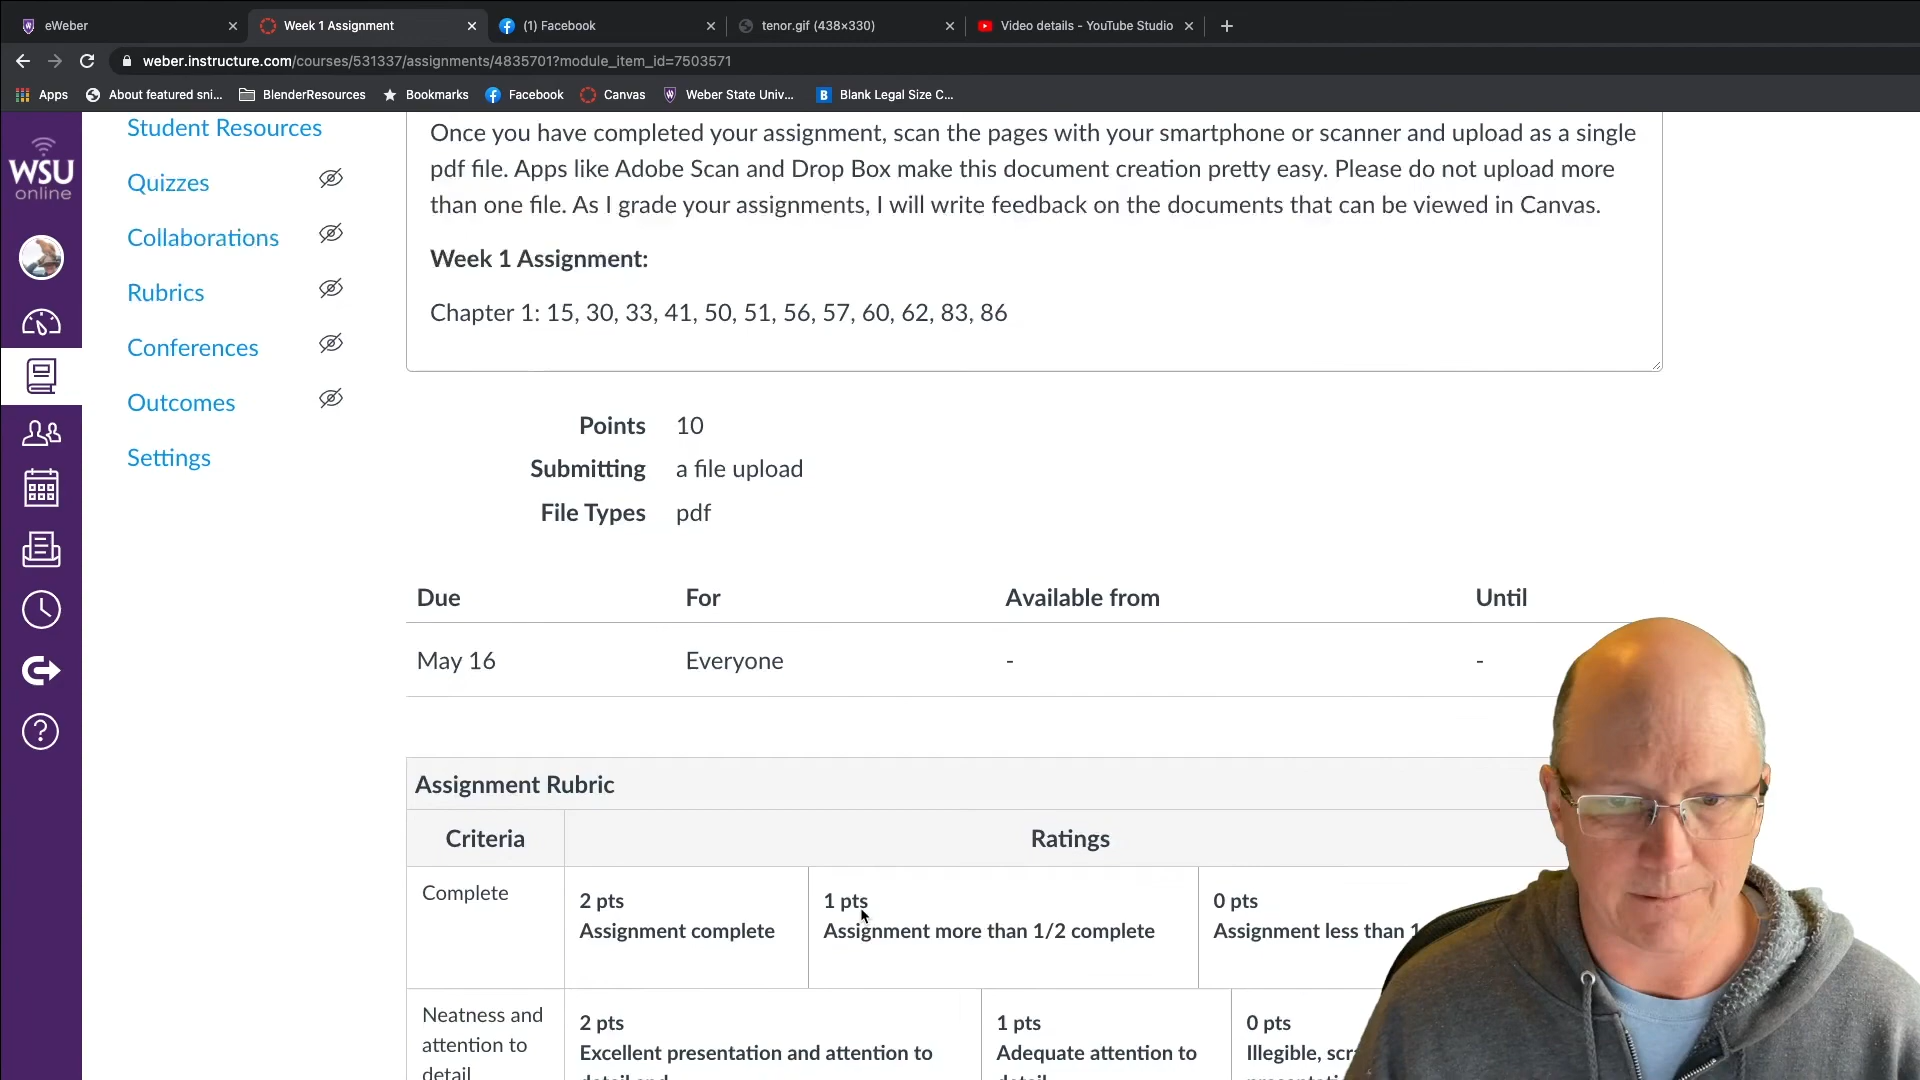 eWeber
Week 1 Assignment
(1) Facebook
tenor.gif (438×330)
Video details - YouTube Studio
weber.instructure.com/courses/531337/assignments/4835701?module_item_id=7503571
Apps
About featured sni...
BlenderResources
Bookmarks
Facebook
Canvas
Weber State Univ...
Blank Legal Size C...
WSU
online
Student Resources
Quizzes
Collaborations
Rubrics
Conferences
Outcomes
Settings
Once you have completed your assignment, scan the pages with your smartphone or scanner and upload as a single
pdf file. Apps like Adobe Scan and Drop Box make this document creation pretty easy. Please do not upload more
than one file. As I grade your assignments, I will write feedback on the documents that can be viewed in Canvas.
Week 1 Assignment:
Chapter 1: 15, 30, 33, 41, 50, 51, 56, 57, 60, 62, 83, 86
Points 10
Submitting a file upload
File Types pdf
Due For Available from Until
May 16 Everyone - -
Assignment Rubric
Criteria Ratings
Complete
2 pts
Assignment complete
1 pts
Assignment more than 1/2 complete
0 pts
Assignment less than 1
Neatness and
attention to
detail
2 pts
Excellent presentation and attention to
detail and
1 pts
Adequate attention to
detail
0 pts
Illegible,